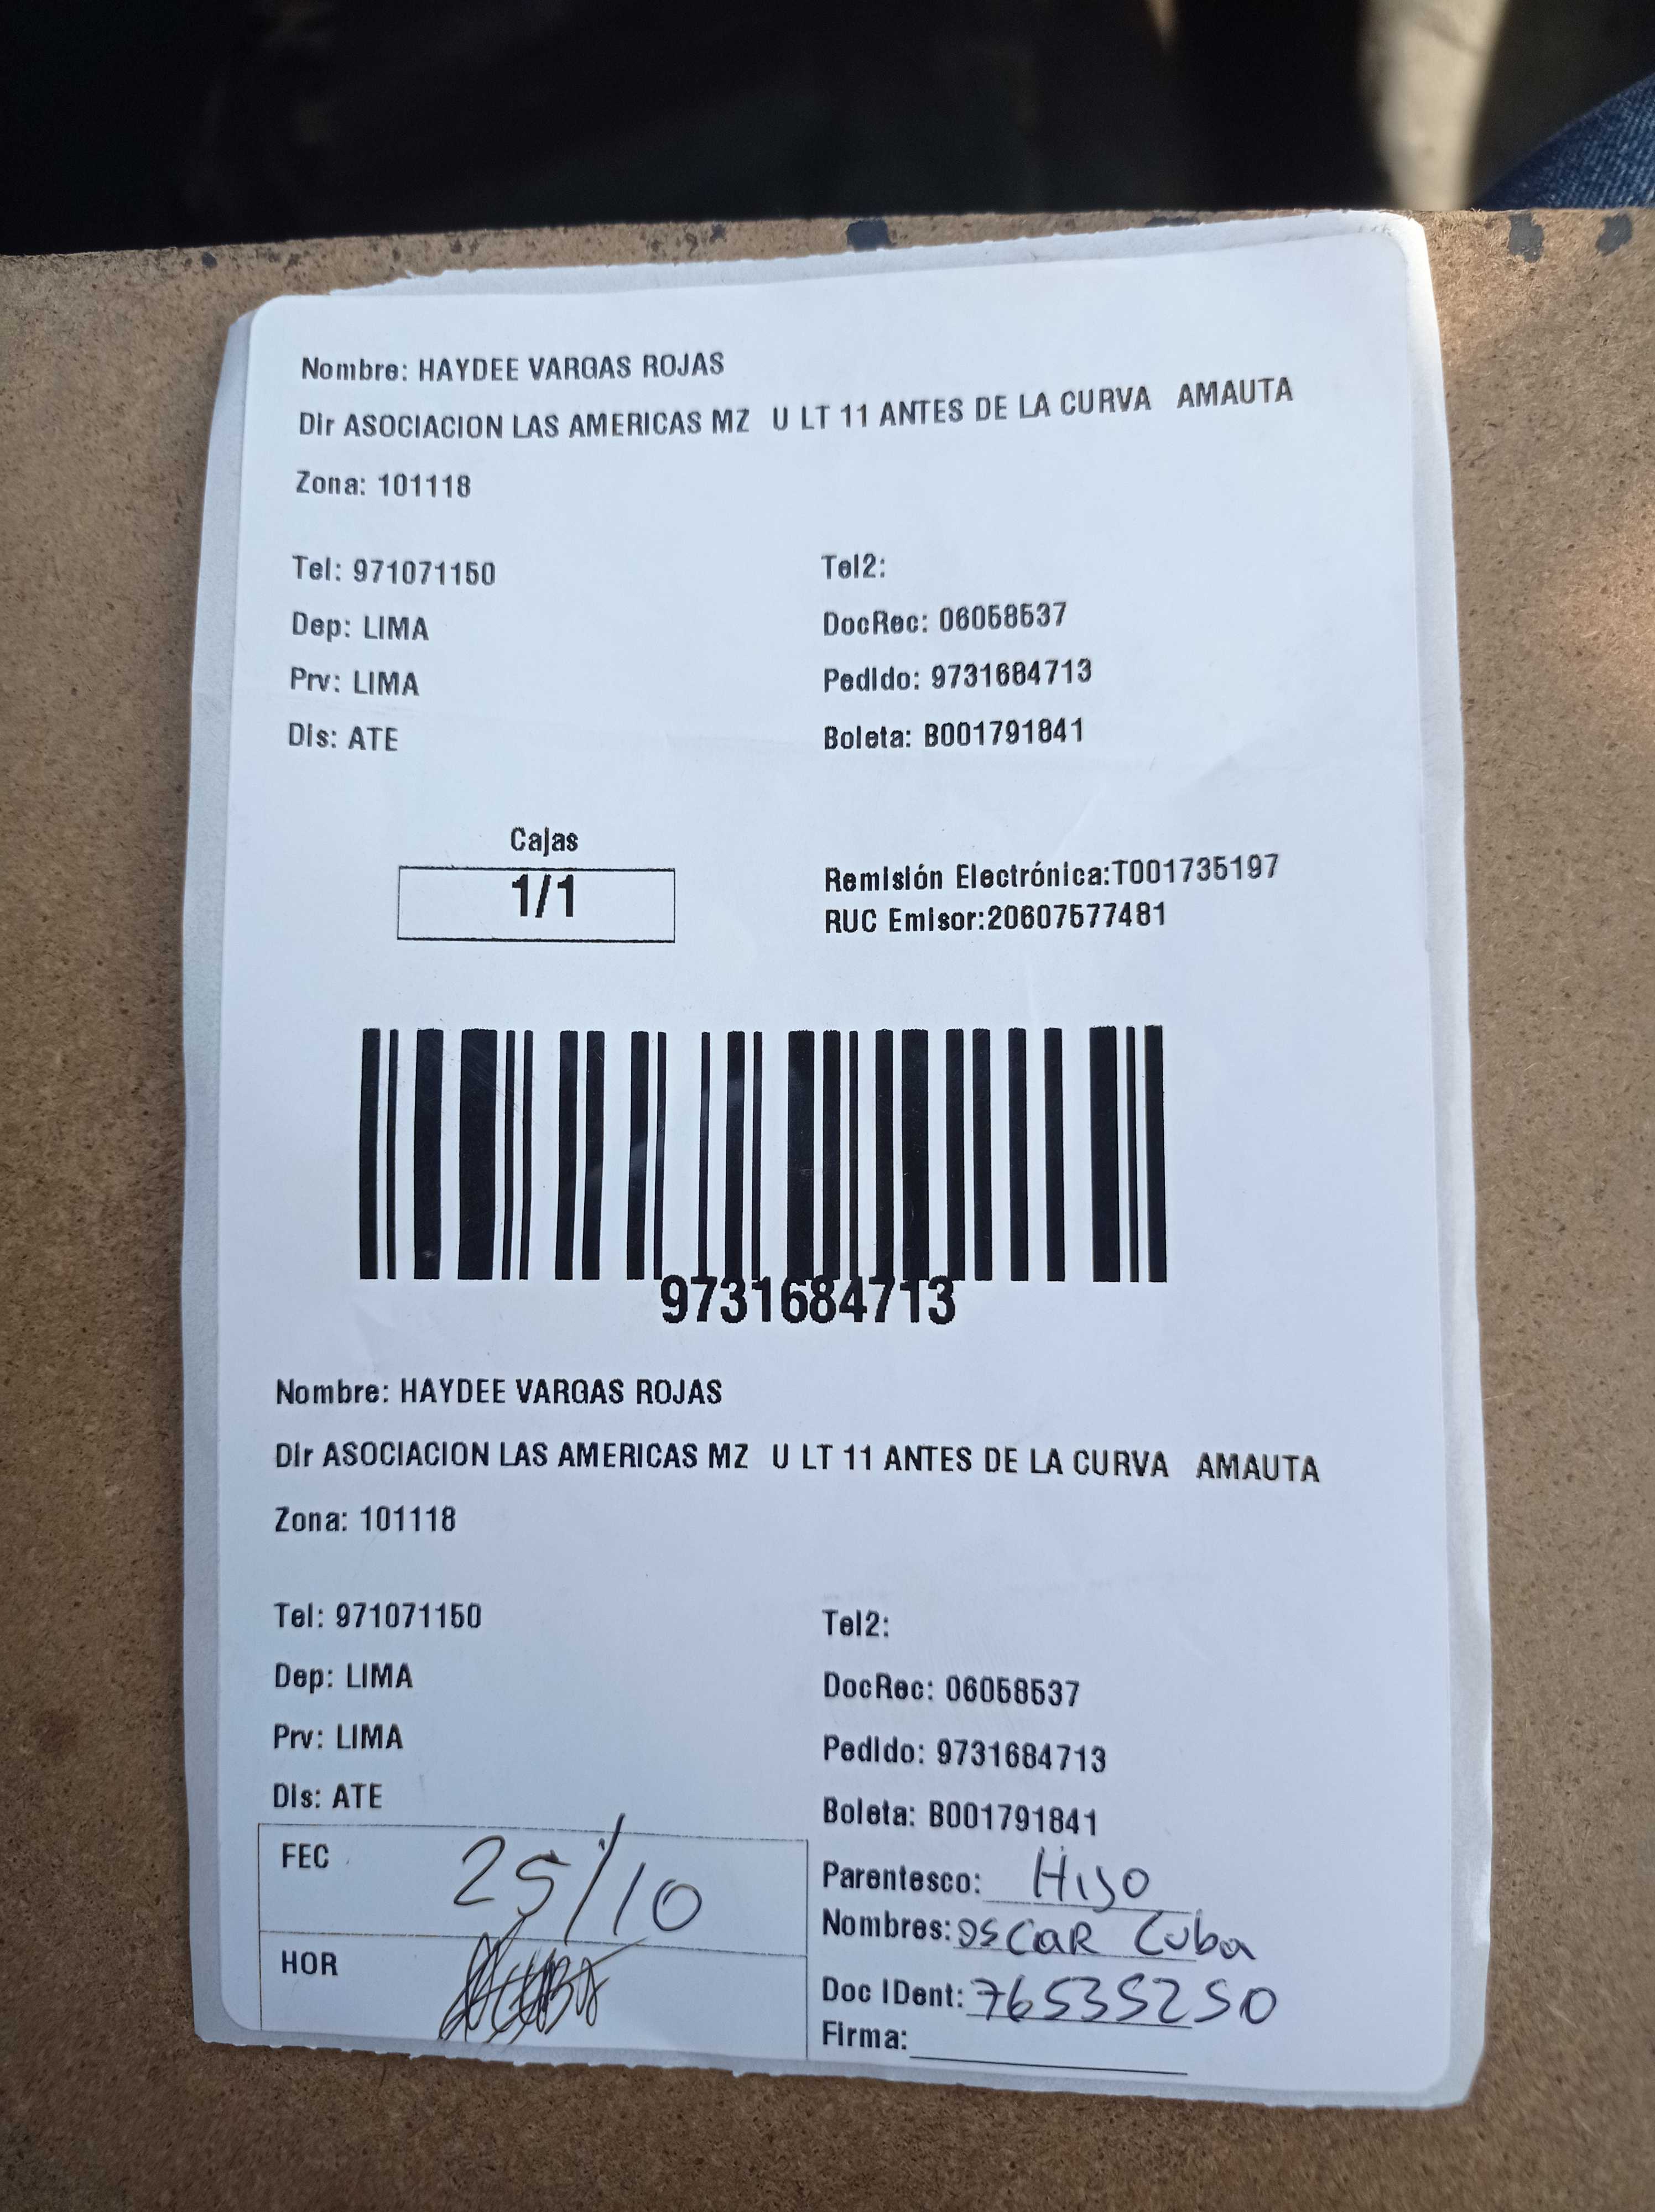 Nombre: HAYDEE VARGAS ROJAS
Dir ASOCIACION LAS AMERICAS MZ U LT 11 ANTES DE LA CURVA AMAUTA
Zona: 101118
Tel: 971071150 Tel2:
Dep: LIMA DocRec: 06058537
Prv: LIMA Pedido: 9731684713
Dis: ATE Boleta: B001791841
Cajas
1/1
Remisión Electrónica:T001735197
RUC Emisor:20607577481
9731684713
Nombre: HAYDEE VARGAS ROJAS
Dir ASOCIACION LAS AMERICAS MZ U LT 11 ANTES DE LA CURVA AMAUTA
Zona: 101118
Tel: 971071150 Tel2:
Dep: LIMA DocRec: 06058537
Prv: LIMA Pedido: 9731684713
Dis: ATE Boleta: B001791841
FEC 25/10
HOR
Parentesco: HIJO
Nombres: OSCAR Cuba
Doc IDent: 76535250
Firma: